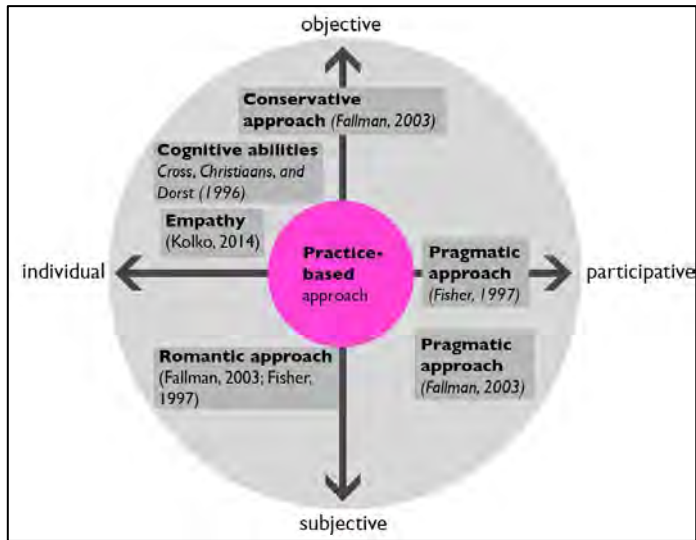 objective
Conservative
approach (Fallman, 2003)
Cognitive abilities
Cross, Christiaans, and
Dorst (1996)
Empathy
(Kolko, 2014)
individual
Practice-
based
approach
Pragmatic
approach
(Fisher, 1997)
participative
Romantic approach
(Fallman, 2003; Fisher,
1997)
Pragmatic
approach
(Fallman, 2003)
subjective